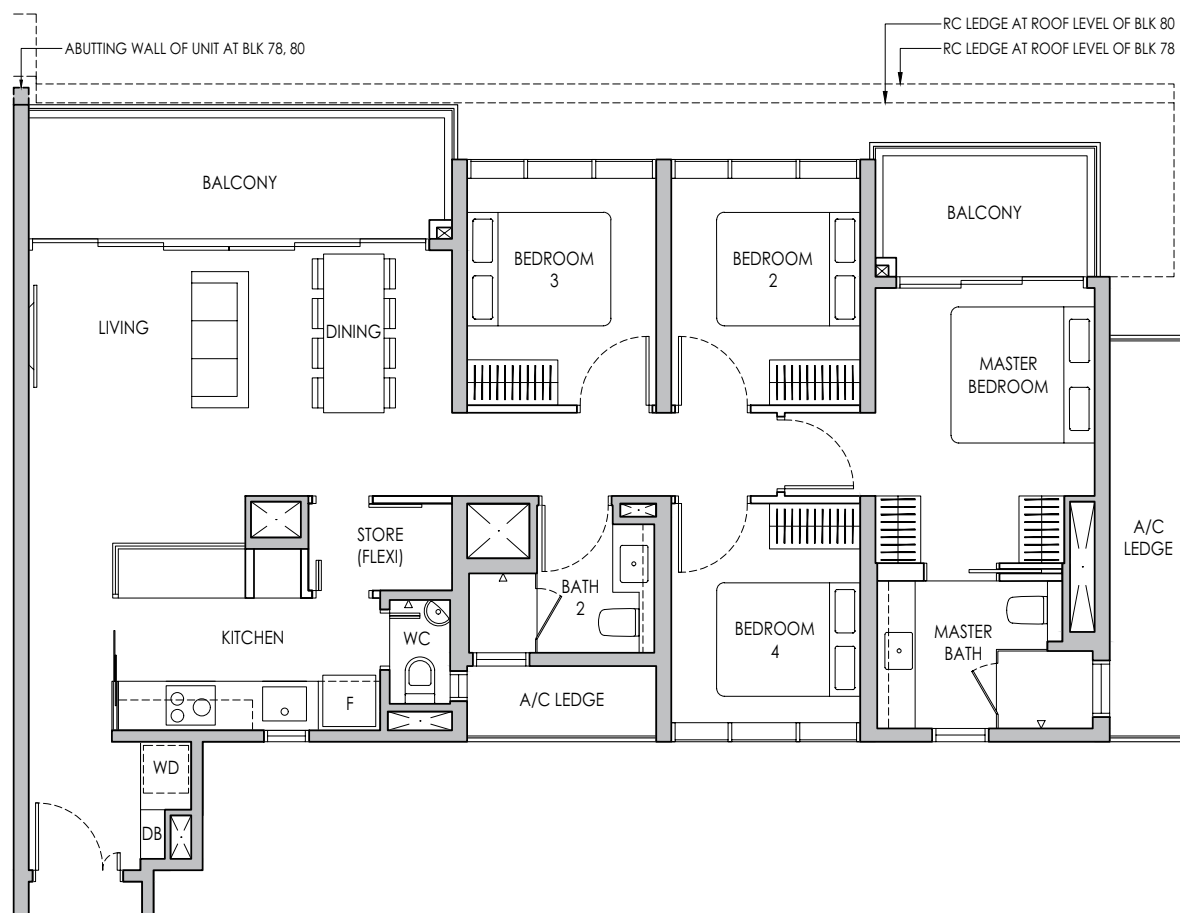 RC LEDGE AT ROOF LEVEL OF BLK 80
ABUTTING WALL OF UNIT AT BLK 78, 80
RC LEDGE AT ROOF LEVEL OF BLK 78
BALCONY
BALCONY
BEDROOM
3
BEDROOM
2
LIVING
DINING
MASTER
BEDROOM
STORE
(FLEXI)
A/C
LEDGE
BATH
2
KITCHEN
WC
BEDROOM
4
MASTER
BATH
F
A/C LEDGE
WD
DB